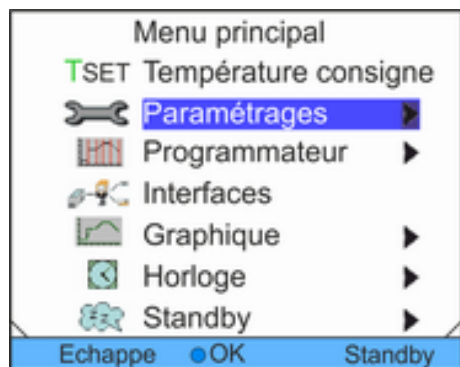 Menu principal
TSET Température consigne
Paramétrages
Programmateur
Interfaces
Graphique
Horloge
Standby
Echappe OK Standby